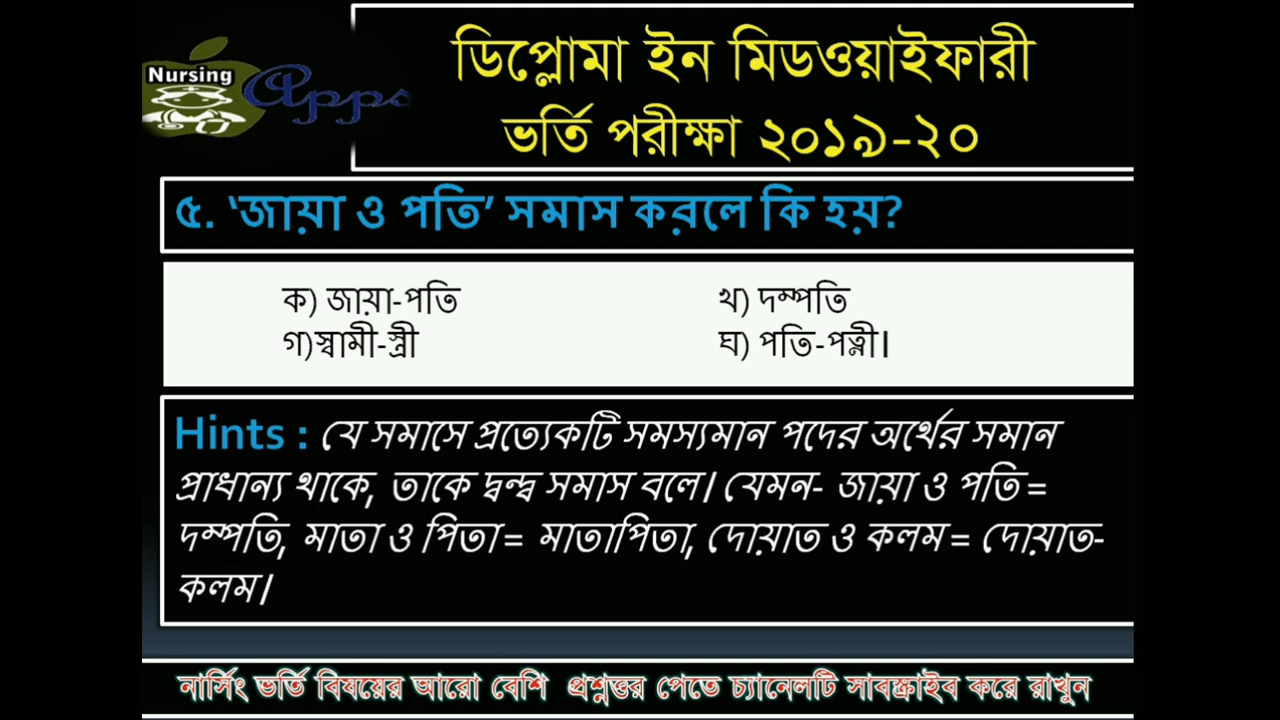 ডিপ্লোমা ইন মিডওয়াইফারী
Nursing
Apps
ভর্তি পরীক্ষা ২০১৯-২০
৫. ‘জায়া ও পতি’ সমাস করলে কি হয়?
ক) জায়া-পতি খ) দম্পতি
গ)স্বামী-স্ত্রী ঘ) পতি-পত্নী।
Hints : যে সমাসে প্রত্যেকটি সমস্যমান পদের অর্থের সমান
প্রাধান্য থাকে, তাকে দ্বন্দ্ব সমাস বলে। যেমন- জায়া ও পতি =
দম্পতি, মাতা ও পিতা = মাতাপিতা, দোয়াত ও কলম = দোয়াত-
কলম।
নার্সিং ভর্তি বিষয়ের আরো বেশি প্রশ্নত্তর পেতে চ্যানেলটি সাবস্ক্রাইব করে রাখুন